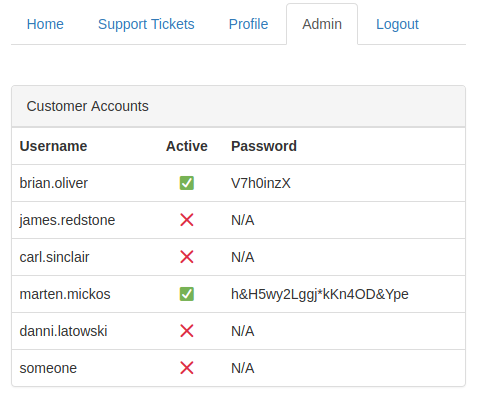 Home Support Tickets Profile Admin Logout
Customer Accounts
Username Active Password
brian.oliver V7h0inzX
james.redstone N/A
carl.sinclair N/A
marten.mickos h&H5wy2Lggj*kKn4OD&Ype
danni.latowski N/A
someone N/A